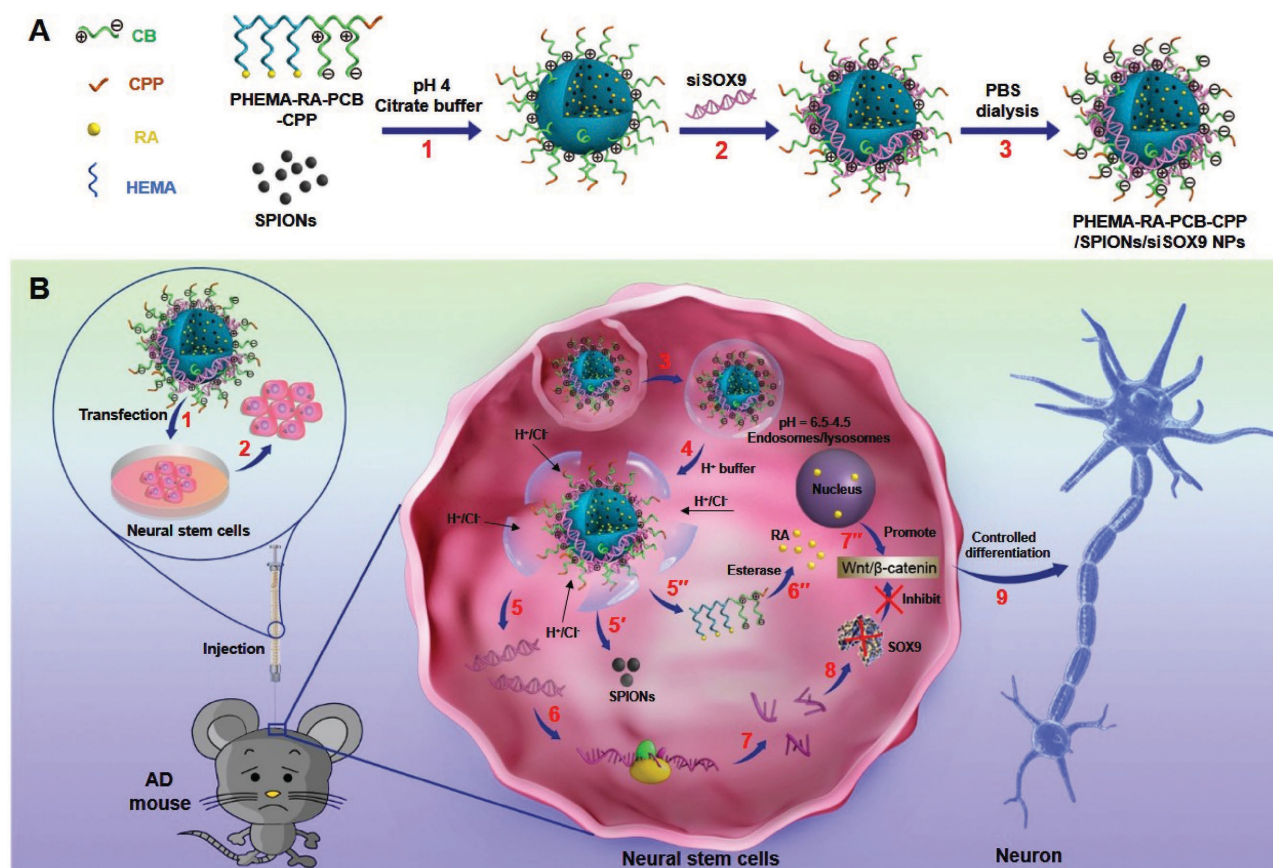 A
CB
CPP
RA
HEMA
PHEMA-RA-PCB
-CPP
SPIONs
pH 4
Citrate buffer
1
siSOX9
2
PBS
dialysis
3
PHEMA-RA-PCB-CPP
/SPIONs/siSOX9 NPs
B
Transfection
1
2
Neural stem cells
Injection
AD
mouse
3
pH = 6.5-4.5
Endosomes/lysosomes
4
H⁺ buffer
H⁺/Cl⁻
H⁺/Cl⁻
H⁺/Cl⁻
H⁺/Cl⁻
5
5′
5″
SPIONs
Esterase
6″
RA
Nucleus
7″
Promote
Wnt/β-catenin
Inhibit
SOX9
6
7
8
Controlled
differentiation
9
Neural stem cells
Neuron